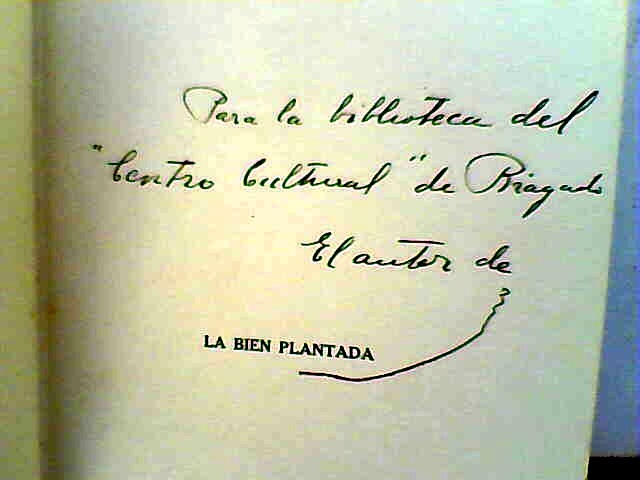 Para la biblioteca del
"Centro Cultural" de Bragado
El autor de
LA BIEN PLANTADA